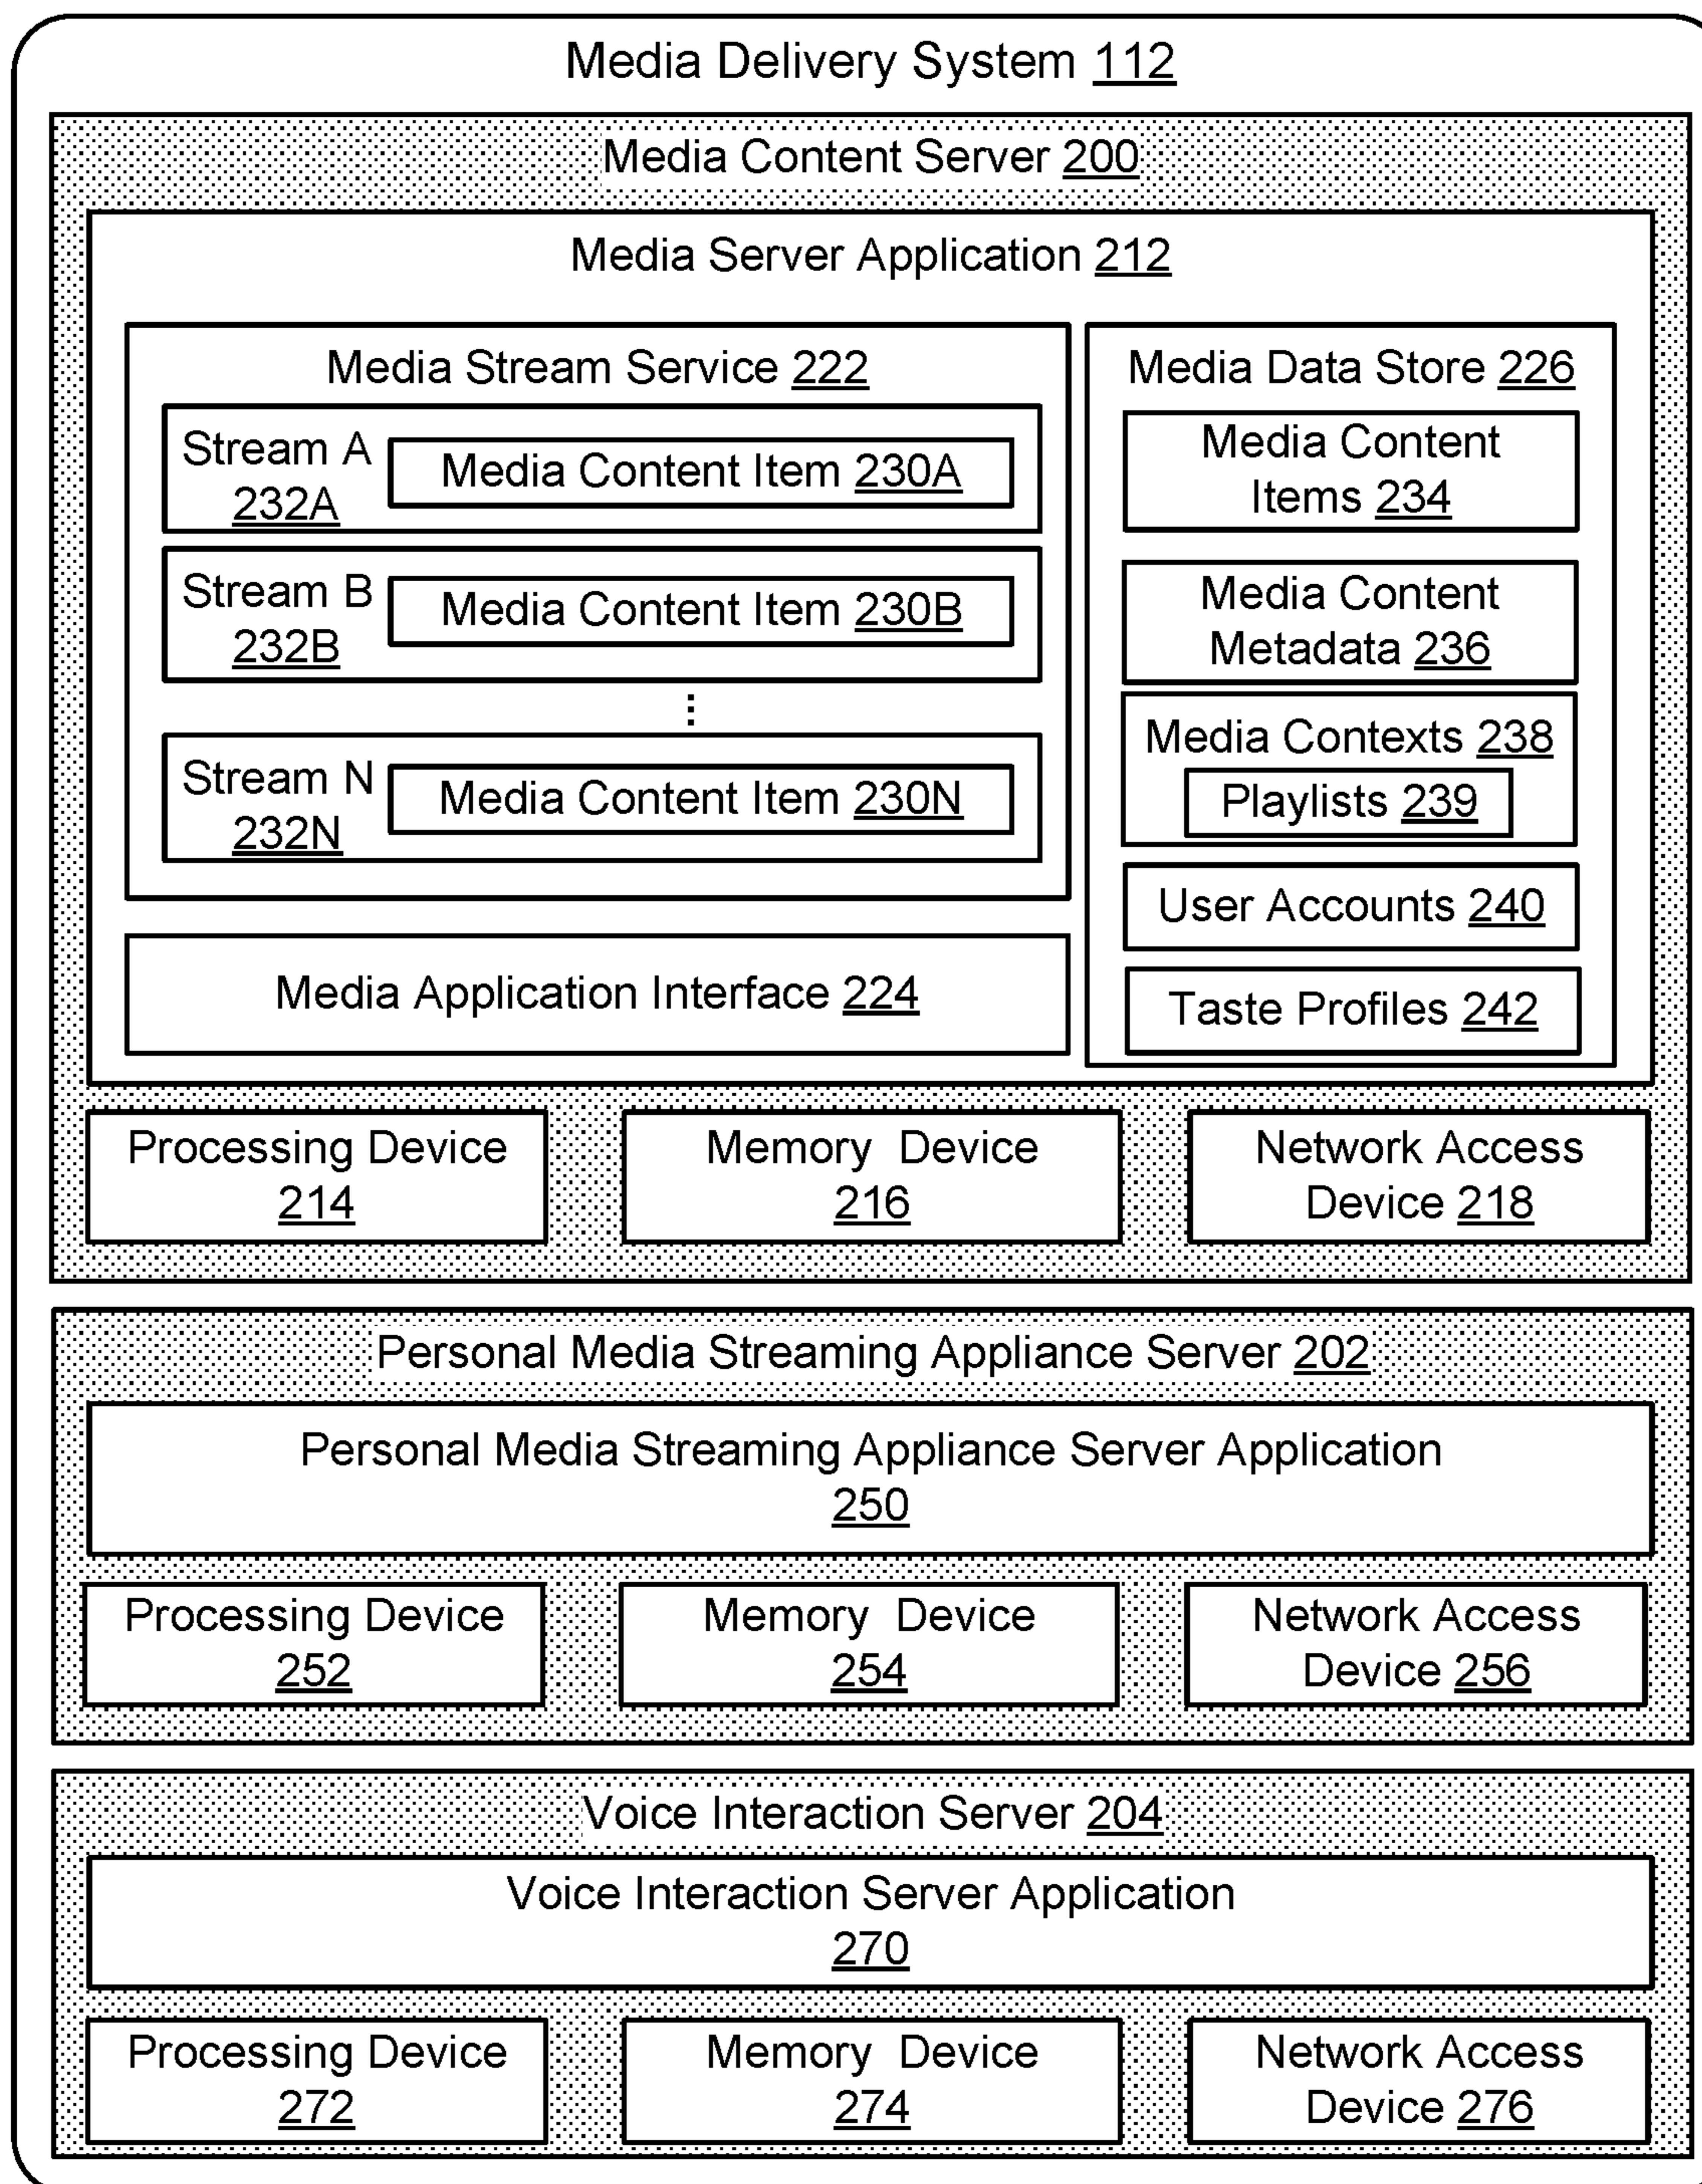 Media Delivery System 112
Media Content Server 200
Media Server Application 212
Media Stream Service 222
Stream A
232A
Media Content Item 230A
Stream B
232B
Media Content Item 230B
⋮
Stream N
232N
Media Content Item 230N
Media Application Interface 224
Media Data Store 226
Media Content
Items 234
Media Content
Metadata 236
Media Contexts 238
Playlists 239
User Accounts 240
Taste Profiles 242
Processing Device
214
Memory Device
216
Network Access
Device 218
Personal Media Streaming Appliance Server 202
Personal Media Streaming Appliance Server Application
250
Processing Device
252
Memory Device
254
Network Access
Device 256
Voice Interaction Server 204
Voice Interaction Server Application
270
Processing Device
272
Memory Device
274
Network Access
Device 276